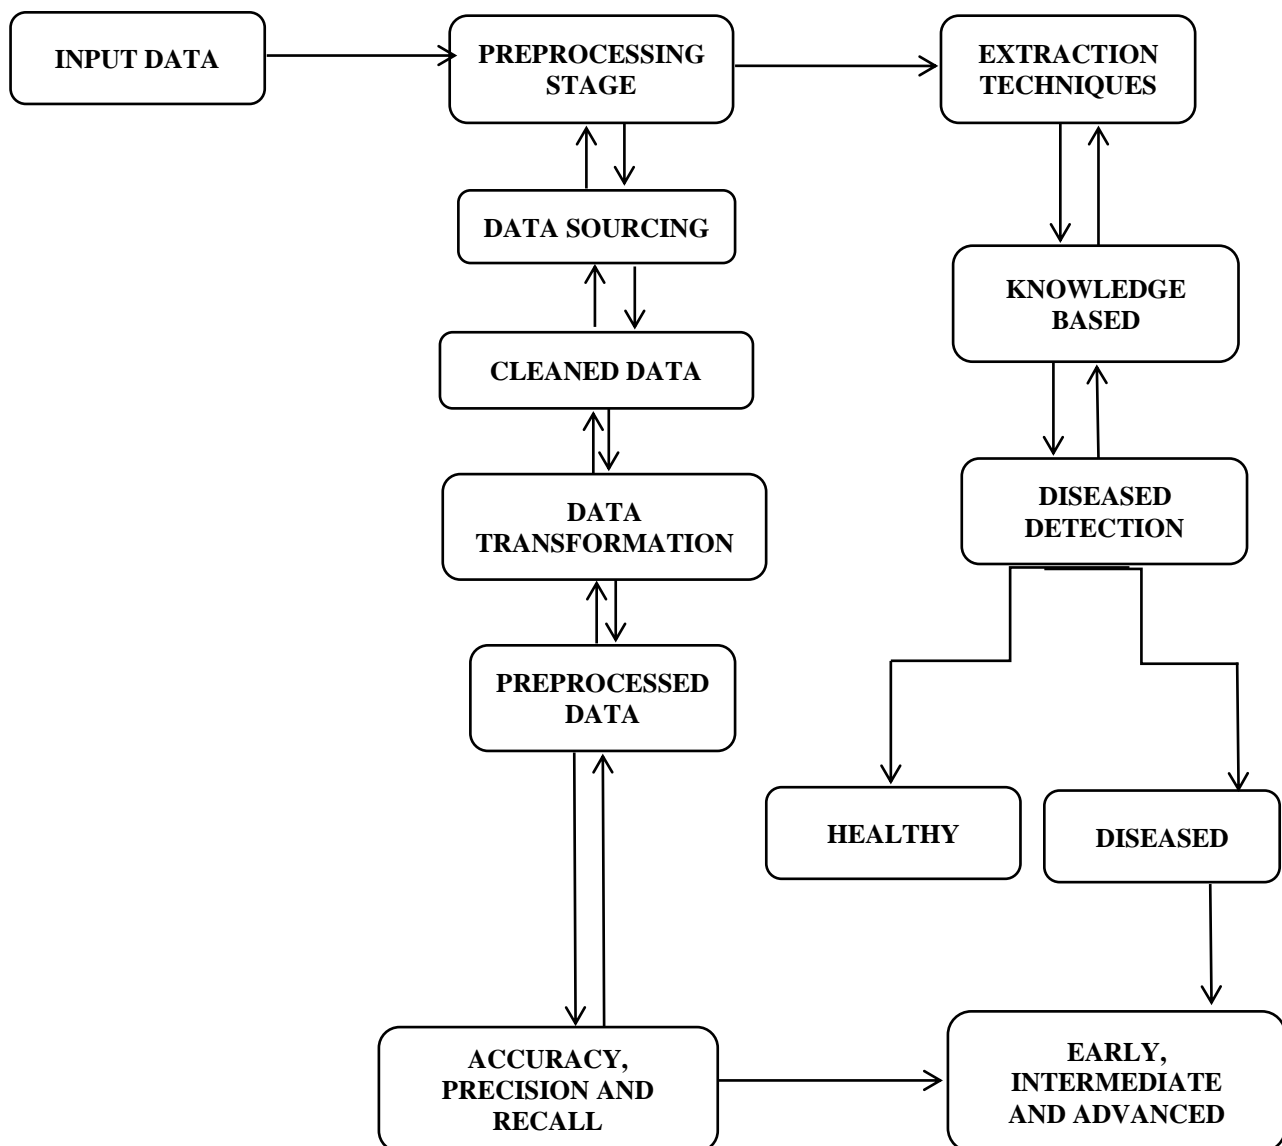 INPUT DATA
PREPROCESSING
STAGE
EXTRACTION
TECHNIQUES
DATA SOURCING
KNOWLEDGE
BASED
CLEANED DATA
DATA
TRANSFORMATION
DISEASED
DETECTION
PREPROCESSED
DATA
HEALTHY
DISEASED
ACCURACY,
PRECISION AND
RECALL
EARLY,
INTERMEDIATE
AND ADVANCED